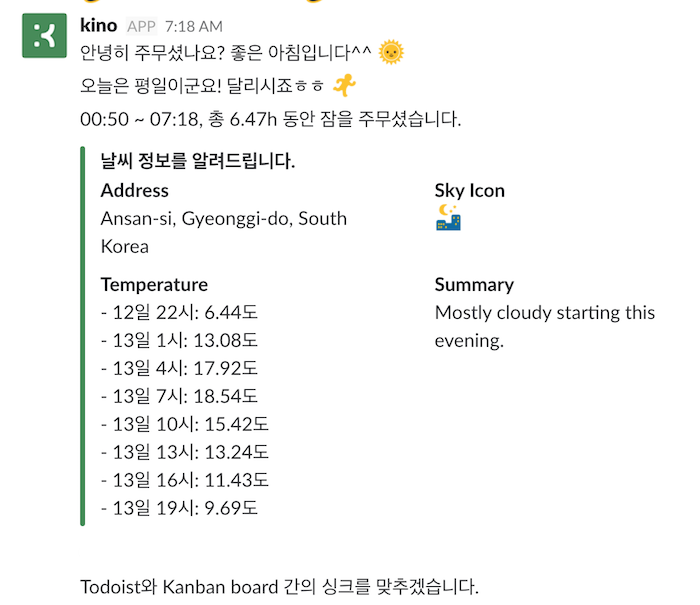 kino APP 7:18 AM
안녕히 주무셨나요? 좋은 아침입니다^^
오늘은 평일이군요! 달리시죠ㅎㅎ
00:50 ~ 07:18, 총 6.47h 동안 잠을 주무셨습니다.
날씨 정보를 알려드립니다.
Address
Ansan-si, Gyeonggi-do, South
Korea
Sky Icon
Temperature
- 12일 22시: 6.44도
- 13일 1시: 13.08도
- 13일 4시: 17.92도
- 13일 7시: 18.54도
- 13일 10시: 15.42도
- 13일 13시: 13.24도
- 13일 16시: 11.43도
- 13일 19시: 9.69도
Summary
Mostly cloudy starting this
evening.
Todoist와 Kanban board 간의 싱크를 맞추겠습니다.